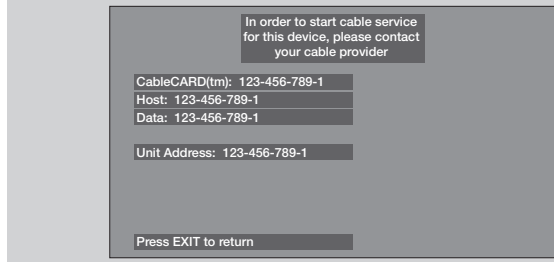 In order to start cable service
for this device, please contact
your cable provider
CableCARD(tm): 123-456-789-1
Host: 123-456-789-1
Data: 123-456-789-1
Unit Address: 123-456-789-1
Press EXIT to return